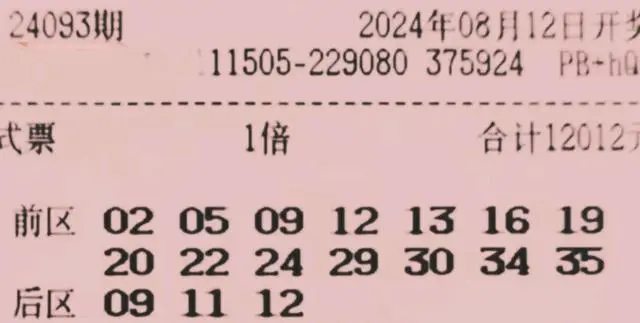 24093期 2024年08月12日开奖
11505-229080 375924 PB+hQ
式票 1倍 合计12012元
前区 02 05 09 12 13 16 19
20 22 24 29 30 34 35
后区 09 11 12